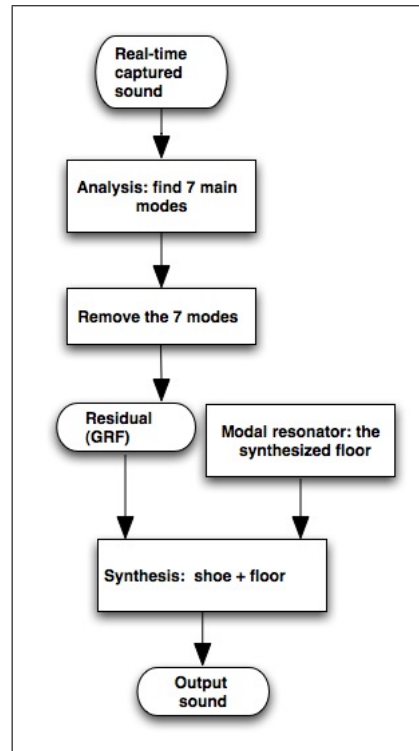 Real-time
captured
sound
Analysis: find 7 main
modes
Remove the 7 modes
Residual
(GRF)
Modal resonator: the
synthesized floor
Synthesis: shoe + floor
Output
sound